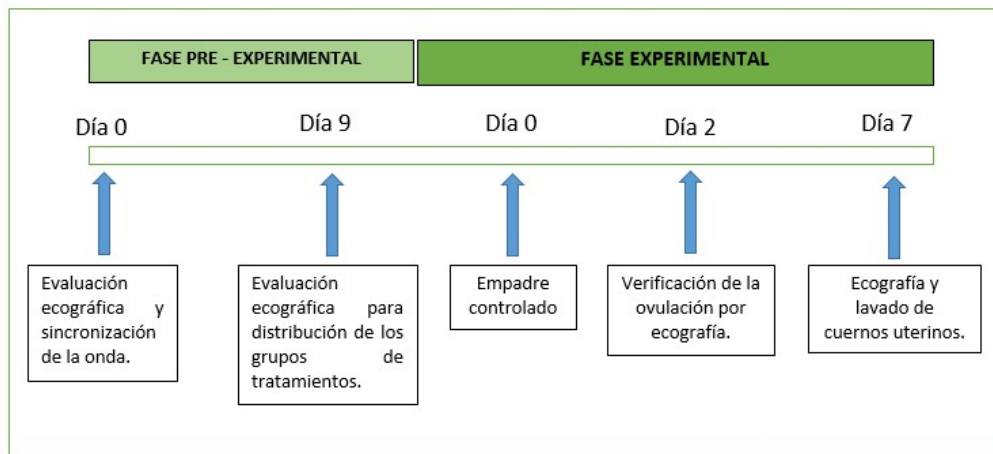 FASE PRE - EXPERIMENTAL
FASE EXPERIMENTAL
Día 0
Día 9
Día 0
Día 2
Día 7
Evaluación
ecográfica y
sincronización
de la onda.
Evaluación
ecográfica para
distribución de los
grupos de
tratamientos.
Empadre
controlado
Verificación de la
ovulación por
ecografía.
Ecografía y
lavado de
cuernos uterinos.